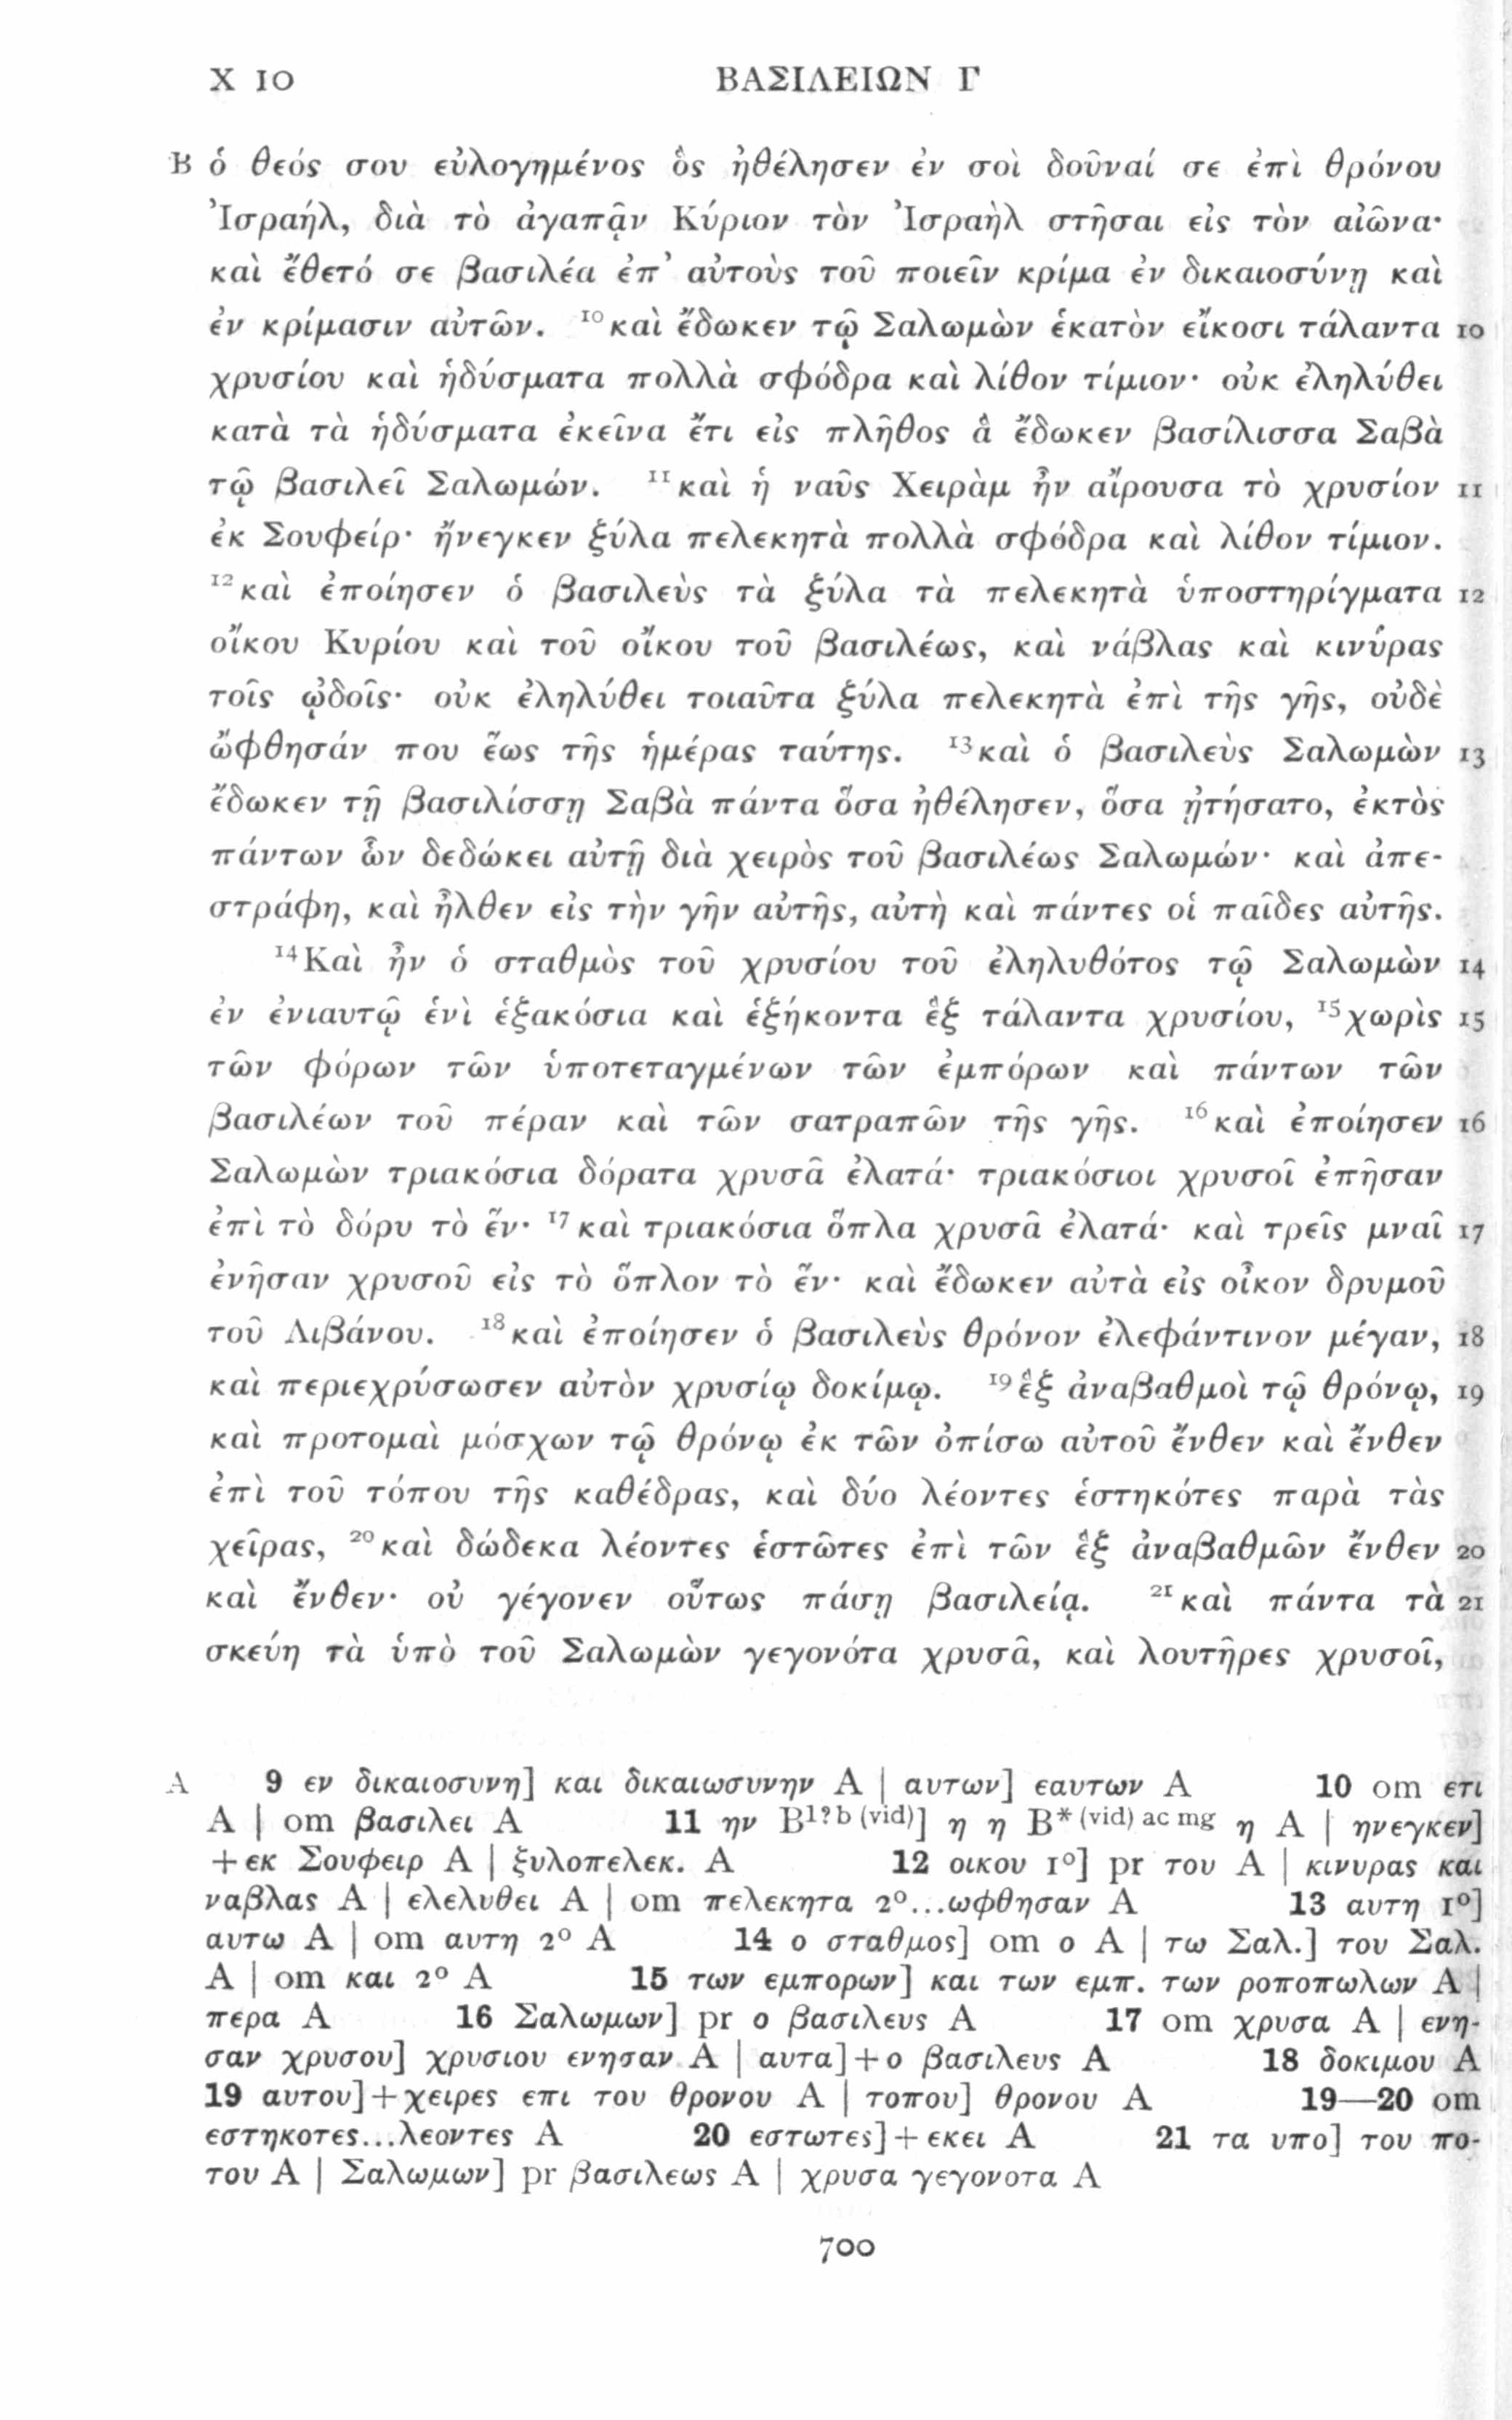 X 10 ΒΑΣΙΛΕΙΩΝ Γ
B ὁ θεός σου εὐλογημένος ὃς ἠθέλησεν ἐν σοὶ δοῦναί σε ἐπὶ θρόνου
Ἰσραήλ, διὰ τὸ ἀγαπᾷν Κύριον τὸν Ἰσραὴλ στῆσαι εἰς τὸν αἰῶνα·
καὶ ἔθετό σε βασιλέα ἐπ’ αὐτοὺς τοῦ ποιεῖν κρίμα ἐν δικαιοσύνῃ καὶ
ἐν κρίμασιν αὐτῶν. ¹⁰καὶ ἔδωκεν τῷ Σαλωμὼν ἑκατὸν εἴκοσι τάλαντα 10
χρυσίου καὶ ἡδύσματα πολλὰ σφόδρα καὶ λίθον τίμιον· οὐκ ἐληλύθει
κατὰ τὰ ἡδύσματα ἐκεῖνα ἔτι εἰς πλῆθος ἃ ἔδωκεν βασίλισσα Σαβὰ
τῷ βασιλεῖ Σαλωμών. ¹¹καὶ ἡ ναῦς Χειρὰμ ἦν αἴρουσα τὸ χρυσίον 11
ἐκ Σουφείρ· ἤνεγκεν ξύλα πελεκητὰ πολλὰ σφόδρα καὶ λίθον τίμιον.
¹²καὶ ἐποίησεν ὁ βασιλεὺς τὰ ξύλα τὰ πελεκητὰ ὑποστηρίγματα 12
οἴκου Κυρίου καὶ τοῦ οἴκου τοῦ βασιλέως, καὶ νάβλας καὶ κινύρας
τοῖς ᾠδοῖς· οὐκ ἐληλύθει τοιαῦτα ξύλα πελεκητὰ ἐπὶ τῆς γῆς, οὐδὲ
ὤφθησάν που ἕως τῆς ἡμέρας ταύτης. ¹³καὶ ὁ βασιλεὺς Σαλωμὼν 13
ἔδωκεν τῇ βασιλίσσῃ Σαβὰ πάντα ὅσα ἠθέλησεν, ὅσα ᾐτήσατο, ἐκτὸς
πάντων ὧν δεδώκει αὐτῇ διὰ χειρὸς τοῦ βασιλέως Σαλωμών· καὶ ἀπε-
στράφη, καὶ ἦλθεν εἰς τὴν γῆν αὐτῆς, αὐτὴ καὶ πάντες οἱ παῖδες αὐτῆς.
¹⁴Καὶ ἦν ὁ σταθμὸς τοῦ χρυσίου τοῦ ἐληλυθότος τῷ Σαλωμὼν 14
ἐν ἐνιαυτῷ ἑνὶ ἑξακόσια καὶ ἑξήκοντα ἓξ τάλαντα χρυσίου, ¹⁵χωρὶς 15
τῶν φόρων τῶν ὑποτεταγμένων τῶν ἐμπόρων καὶ πάντων τῶν
βασιλέων τοῦ πέραν καὶ τῶν σατραπῶν τῆς γῆς. ¹⁶καὶ ἐποίησεν 16
Σαλωμὼν τριακόσια δόρατα χρυσᾶ ἐλατά· τριακόσιοι χρυσοῖ ἐπῆσαν
ἐπὶ τὸ δόρυ τὸ ἕν· ¹⁷καὶ τριακόσια ὅπλα χρυσᾶ ἐλατά· καὶ τρεῖς μναῖ 17
ἐνῆσαν χρυσοῦ εἰς τὸ ὅπλον τὸ ἕν· καὶ ἔδωκεν αὐτὰ εἰς οἶκον δρυμοῦ
τοῦ Λιβάνου. ¹⁸καὶ ἐποίησεν ὁ βασιλεὺς θρόνον ἐλεφάντινον μέγαν, 18
καὶ περιεχρύσωσεν αὐτὸν χρυσίῳ δοκίμῳ. ¹⁹ἓξ ἀναβαθμοὶ τῷ θρόνῳ, 19
καὶ προτομαὶ μόσχων τῷ θρόνῳ ἐκ τῶν ὀπίσω αὐτοῦ ἔνθεν καὶ ἔνθεν
ἐπὶ τοῦ τόπου τῆς καθέδρας, καὶ δύο λέοντες ἑστηκότες παρὰ τὰς
χεῖρας, ²⁰καὶ δώδεκα λέοντες ἑστῶτες ἐπὶ τῶν ἓξ ἀναβαθμῶν ἔνθεν 20
καὶ ἔνθεν· οὐ γέγονεν οὕτως πάσῃ βασιλείᾳ. ²¹καὶ πάντα τὰ 21
σκεύη τὰ ὑπὸ τοῦ Σαλωμὼν γεγονότα χρυσᾶ, καὶ λουτῆρες χρυσοῖ,
A 9 εν δικαιοσυνη] και δικαιωσυνην A | αυτων] εαυτων A 10 om ετι
A | om βασιλει A 11 ην B¹ˀᵇ ⁽ᵛⁱᵈ⁾] η η B* ⁽ᵛⁱᵈ⁾ ᵃᶜ ᵐᵍ η A | ηνεγκεν]
+εκ Σουφειρ A | ξυλοπελεκ. A 12 οικου 1°] pr του A | κινυρας και
ναβλας A | ελελυθει A | om πελεκητα 2°...ωφθησαν A 13 αυτη 1°]
αυτω A | om αυτη 2° A 14 ο σταθμος] om ο A | τω Σαλ.] του Σαλ.
A | om και 2° A 15 των εμπορων] και των εμπ. των ροποπωλων A |
περα A 16 Σαλωμων] pr ο βασιλευς A 17 om χρυσα A | ενη-
σαν χρυσου] χρυσιου ενησαν A | αυτα]+ο βασιλευς A 18 δοκιμου A
19 αυτου]+χειρες επι του θρονου A | τοπου] θρονου A 19—20 om
εστηκοτες...λεοντες A 20 εστωτες]+εκει A 21 τα υπο] του πο-
του A | Σαλωμων] pr βασιλεως A | χρυσα γεγονοτα A
700